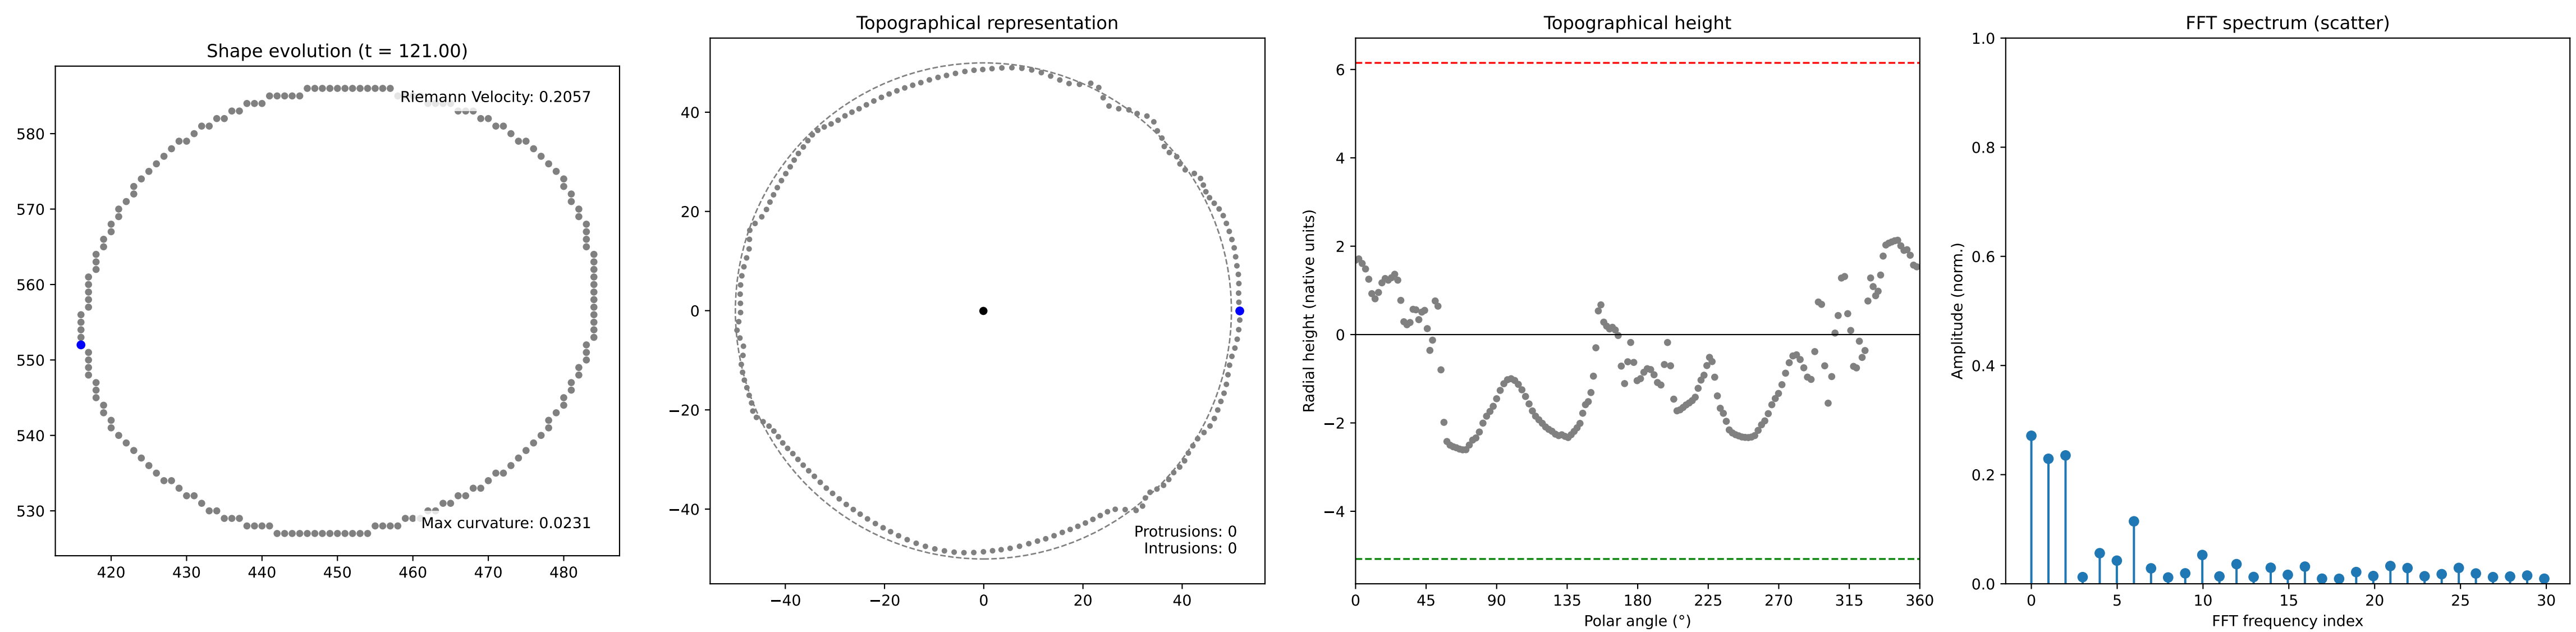 Shape evolution (t = 121.00)
Riemann Velocity: 0.2057
Max curvature: 0.0231
580
570
560
550
540
530
420 430 440 450 460 470 480
Topographical representation
40
20
0
−20
−40
Protrusions: 0
Intrusions: 0
−40 −20 0 20 40
Topographical height
Radial height (native units)
6
4
2
0
−2
−4
0 45 90 135 180 225 270 315 360
Polar angle (°)
FFT spectrum (scatter)
Amplitude (norm.)
1.0
0.8
0.6
0.4
0.2
0.0
0 5 10 15 20 25 30
FFT frequency index